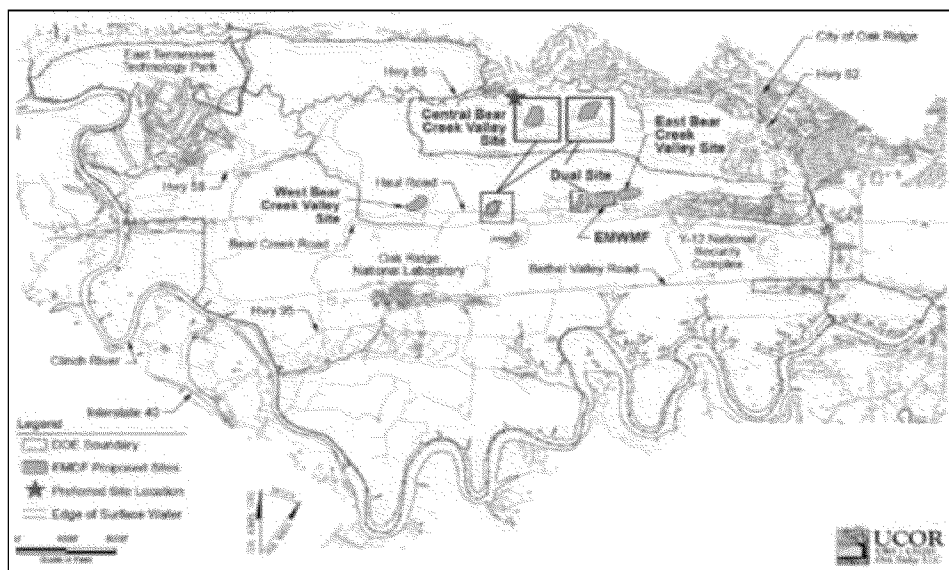 City of Oak Ridge
East Tennessee
Technology Park
Hwy 95
Hwy 62
Central Bear
Creek Valley
Site
East Bear
Creek
Valley Site
Dual Site
Hwy 58
Haul Road
West Bear
Creek Valley
Site
EMWMF
Bear Creek Road
Y-12 National
Security
Complex
Oak Ridge
National Laboratory
Bethel Valley Road
Hwy 95
Clinch River
Interstate 40
Legend
DOE Boundary
EMDF Proposed Sites
Preferred Site Location
Edge of Surface Water
Scale in Feet
UCOR